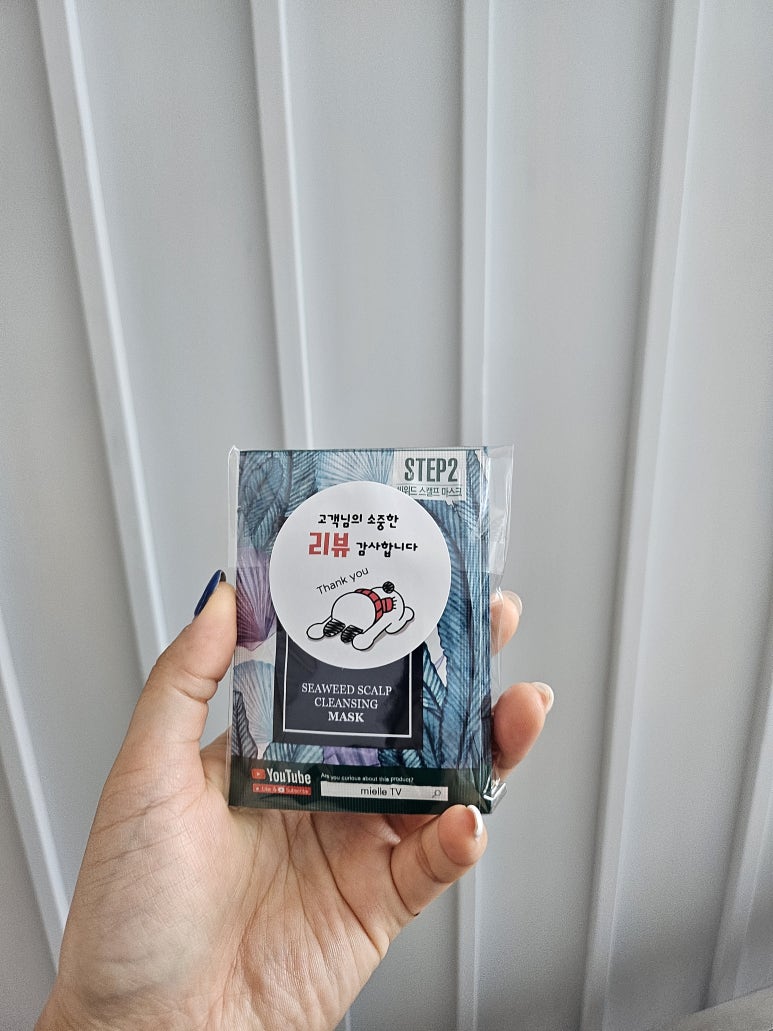 STEP2
씨위드 스캘프 마스크
고객님의 소중한
리뷰 감사합니다
Thank you
SEAWEED SCALP
CLEANSING
MASK
YouTube
Like & Subscribe
Are you curious about this product?
mielle TV